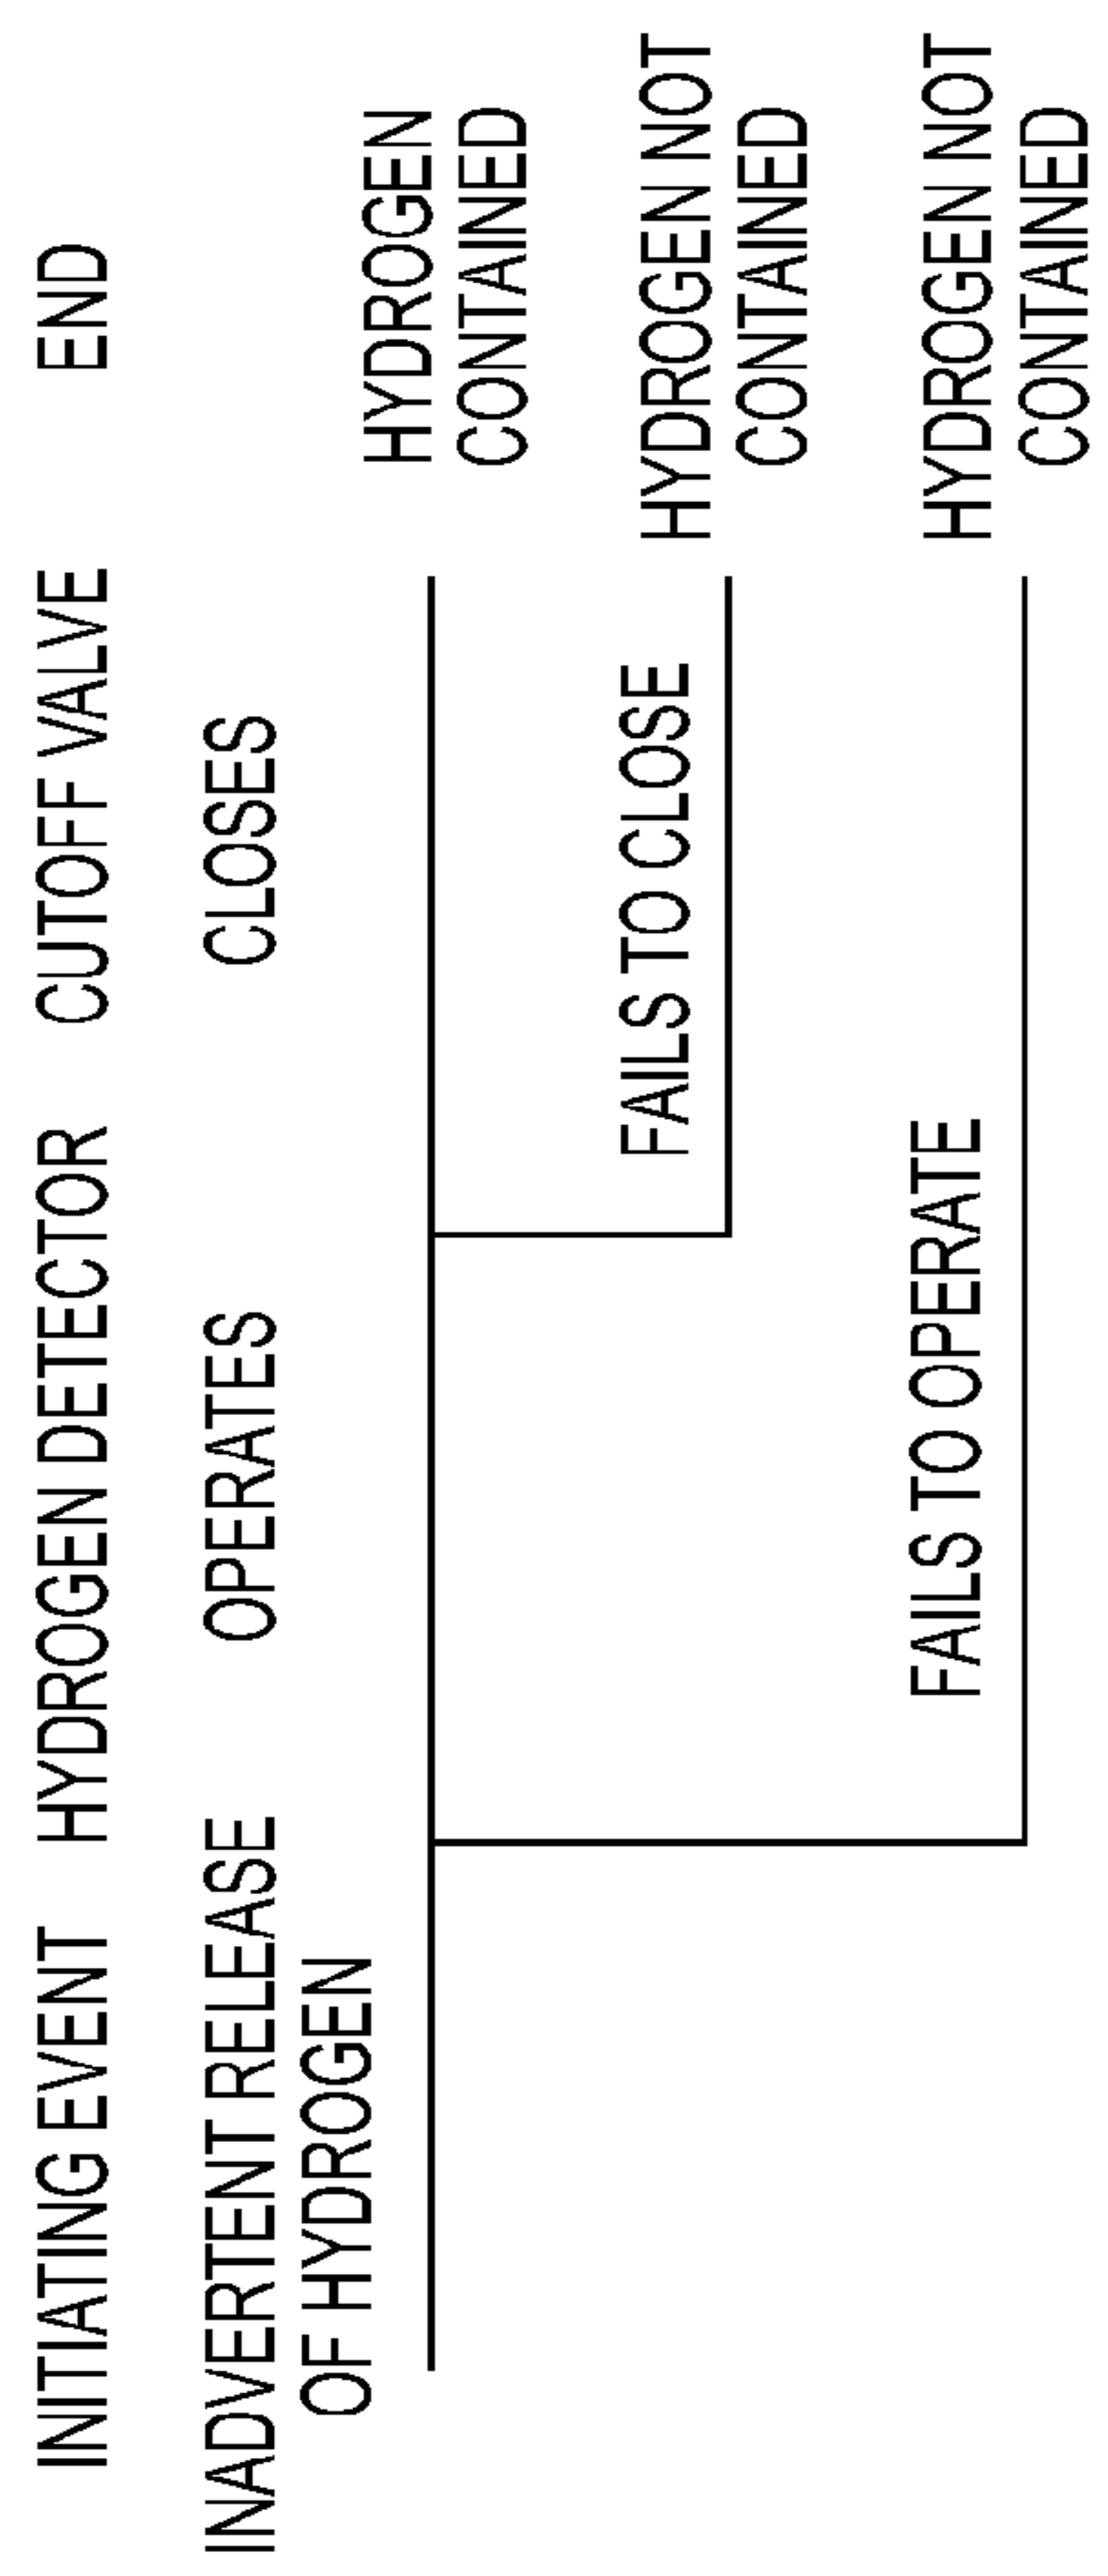 INITIATING EVENT HYDROGEN DETECTOR CUTOFF VALVE END
INADVERTENT RELEASE OPERATES CLOSES
OF HYDROGEN
HYDROGEN
CONTAINED
FAILS TO CLOSE
HYDROGEN NOT
CONTAINED
FAILS TO OPERATE
HYDROGEN NOT
CONTAINED